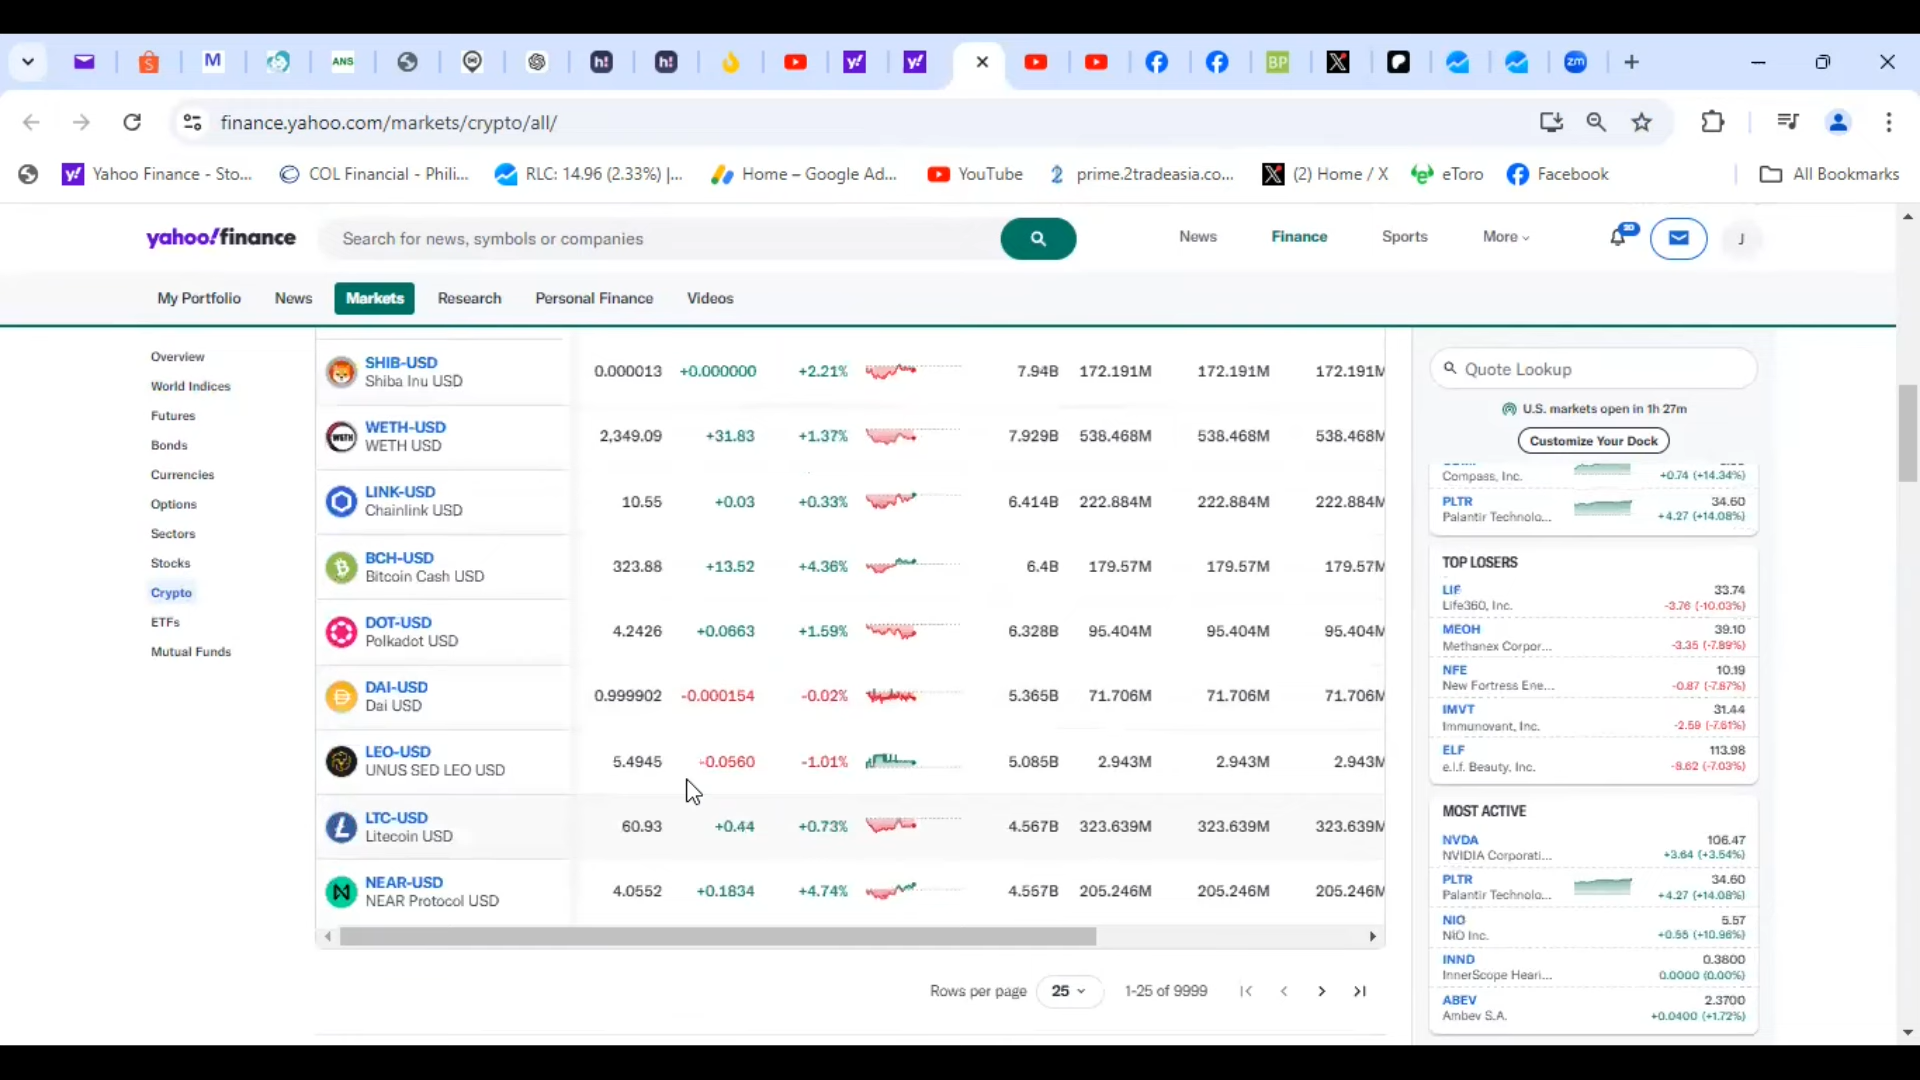 M
ANS
h!
h!
y!
y!
BP
zm
finance.yahoo.com/markets/crypto/all/
Yahoo Finance - Sto...
COL Financial - Phili...
RLC: 14.96 (2.33%) |...
Home – Google Ad...
YouTube
prime.2tradeasia.co...
(2) Home / X
eToro
Facebook
All Bookmarks
yahoo!finance
Search for news, symbols or companies
News
Finance
Sports
More
J
My Portfolio
News
Markets
Research
Personal Finance
Videos
Overview
World Indices
Futures
Bonds
Currencies
Options
Sectors
Stocks
Crypto
ETFs
Mutual Funds
SHIB-USD
Shiba Inu USD
0.000013 +0.000000 +2.21% 7.94B 172.191M 172.191M 172.191M
WETH-USD
WETH USD
2,349.09 +31.83 +1.37% 7.929B 538.468M 538.468M 538.468M
LINK-USD
Chainlink USD
10.55 +0.03 +0.33% 6.414B 222.884M 222.884M 222.884M
BCH-USD
Bitcoin Cash USD
323.88 +13.52 +4.36% 6.4B 179.57M 179.57M 179.57M
DOT-USD
Polkadot USD
4.2426 +0.0663 +1.59% 6.328B 95.404M 95.404M 95.404M
DAI-USD
Dai USD
0.999902 -0.000154 -0.02% 5.365B 71.706M 71.706M 71.706M
LEO-USD
UNUS SED LEO USD
5.4945 -0.0560 -1.01% 5.085B 2.943M 2.943M 2.943M
LTC-USD
Litecoin USD
60.93 +0.44 +0.73% 4.567B 323.639M 323.639M 323.639M
NEAR-USD
NEAR Protocol USD
4.0552 +0.1834 +4.74% 4.557B 205.246M 205.246M 205.246M
Rows per page 25 1-25 of 9999
Quote Lookup
U.S. markets open in 1h 27m
Customize Your Dock
Compass, Inc. +0.74 (+14.34%)
PLTR 34.60
Palantir Technolo... +4.27 (+14.08%)
TOP LOSERS
LIF 33.74
Life360, Inc. -3.76 (-10.03%)
MEOH 39.10
Methanex Corpor... -3.35 (-7.89%)
NFE 10.19
New Fortress Ene... -0.87 (-7.87%)
IMVT 31.44
Immunovant, Inc. -2.59 (-7.61%)
ELF 113.98
e.l.f. Beauty, Inc. -8.62 (-7.03%)
MOST ACTIVE
NVDA 106.47
NVIDIA Corporati... +3.64 (+3.54%)
PLTR 34.60
Palantir Technolo... +4.27 (+14.08%)
NIO 5.57
NIO Inc. +0.55 (+10.96%)
INND 0.3800
InnerScope Heari... 0.0000 (0.00%)
ABEV 2.3700
Ambev S.A. +0.0400 (+1.72%)